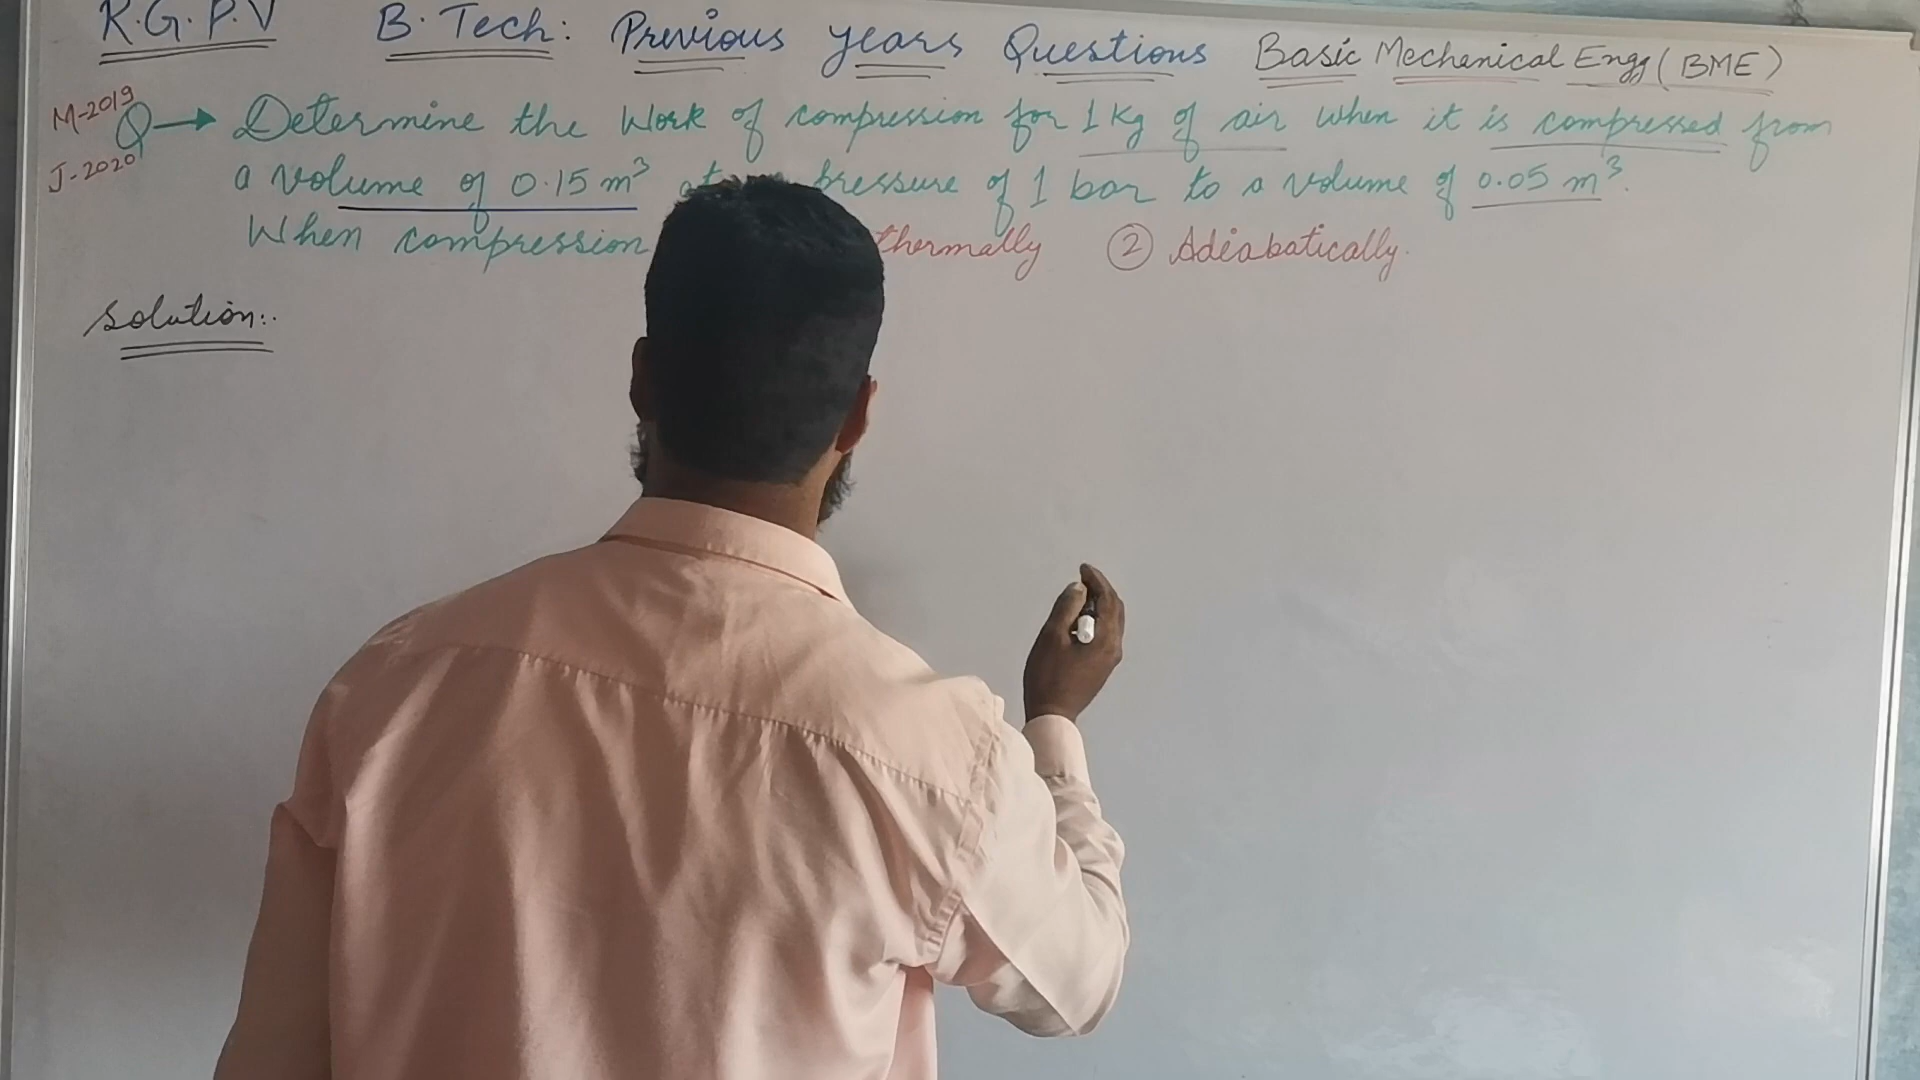 R.G.P.V B.Tech: Previous years Questions Basic Mechenical Engg (BME)
M-2019
J-2020
Q → Determine the Work of compression for 1 Kg of air when it is compressed from
a volume of 0.15 m³ at pressure of 1 bar to a volume of 0.05 m³.
When compression thermally ② Adiabatically.
Solution:.